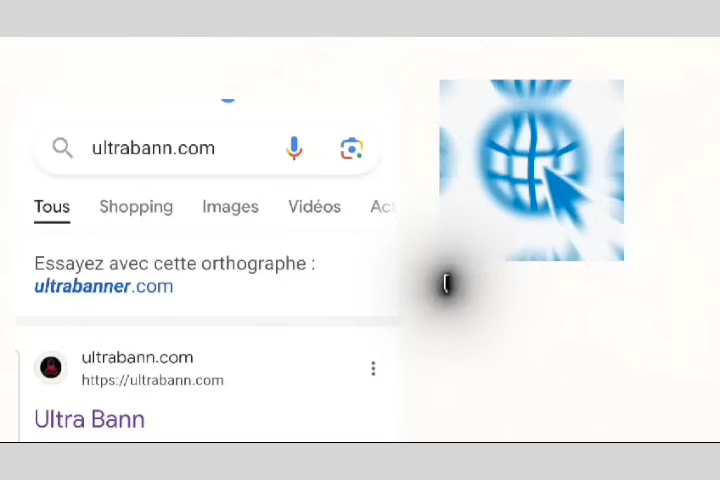 ultrabann.com
Tous Shopping Images Vidéos Act
Essayez avec cette orthographe :
ultrabanner.com
ultrabann.com
https://ultrabann.com
Ultra Bann